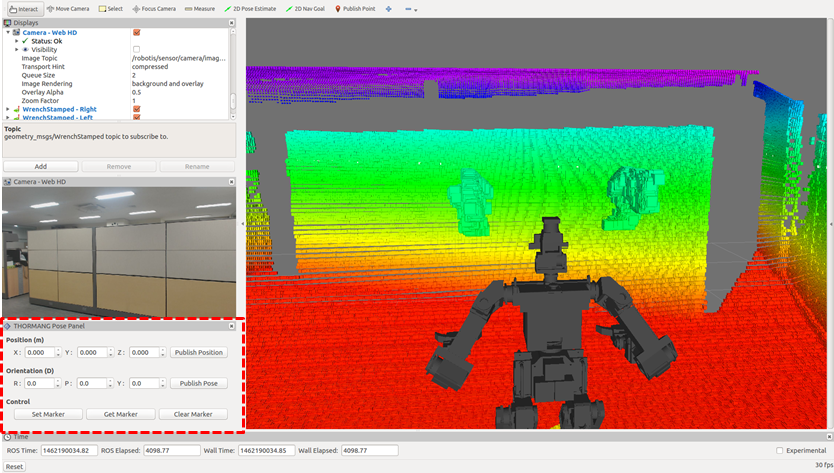 Interact Move Camera Select Focus Camera Measure 2D Pose Estimate 2D Nav Goal Publish Point
Displays
Camera - Web HD
Status: Ok
Visibility
Image Topic /robotis/sensor/camera/imag...
Transport Hint compressed
Queue Size 2
Image Rendering background and overlay
Overlay Alpha 0.5
Zoom Factor 1
WrenchStamped - Right
WrenchStamped - Left
Topic
geometry_msgs/WrenchStamped topic to subscribe to.
Add Remove Rename
Camera - Web HD
THORMANG Pose Panel
Position (m)
X : 0.000 Y : 0.000 Z : 0.000 Publish Position
Orientation (D)
R : 0.0 P : 0.0 Y : 0.0 Publish Pose
Control
Set Marker Get Marker Clear Marker
Time
ROS Time: 1462190034.82 ROS Elapsed: 4098.77 Wall Time: 1462190034.85 Wall Elapsed: 4098.77 Experimental
Reset 30 fps